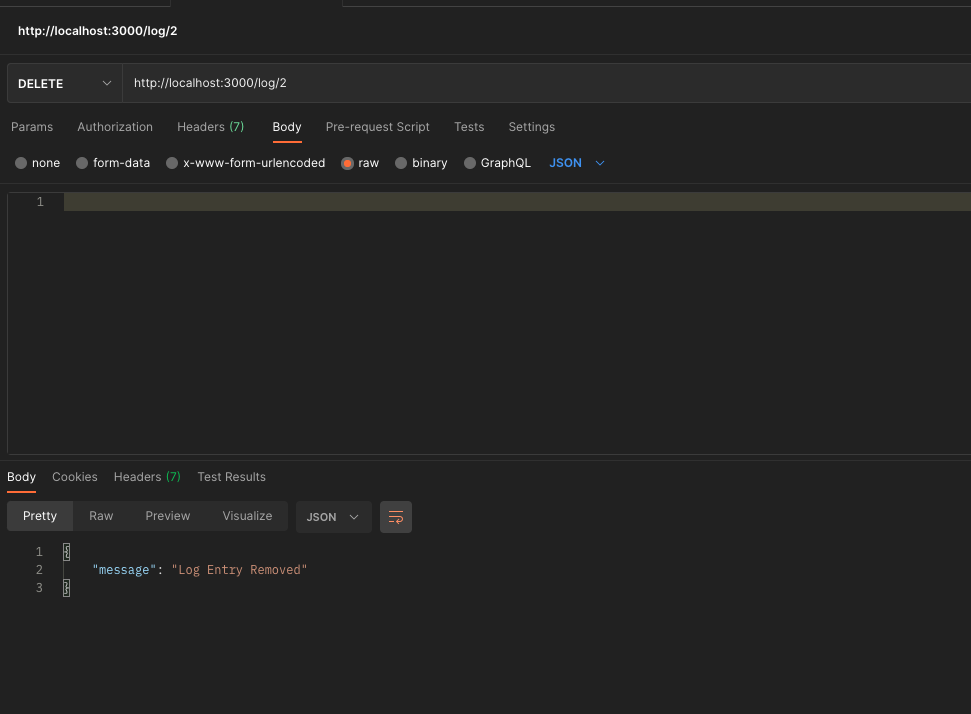 http://localhost:3000/log/2
DELETE http://localhost:3000/log/2
Params Authorization Headers (7) Body Pre-request Script Tests Settings
none form-data x-www-form-urlencoded raw binary GraphQL JSON
1
Body Cookies Headers (7) Test Results
Pretty Raw Preview Visualize JSON
1 {
2 "message": "Log Entry Removed"
3 }